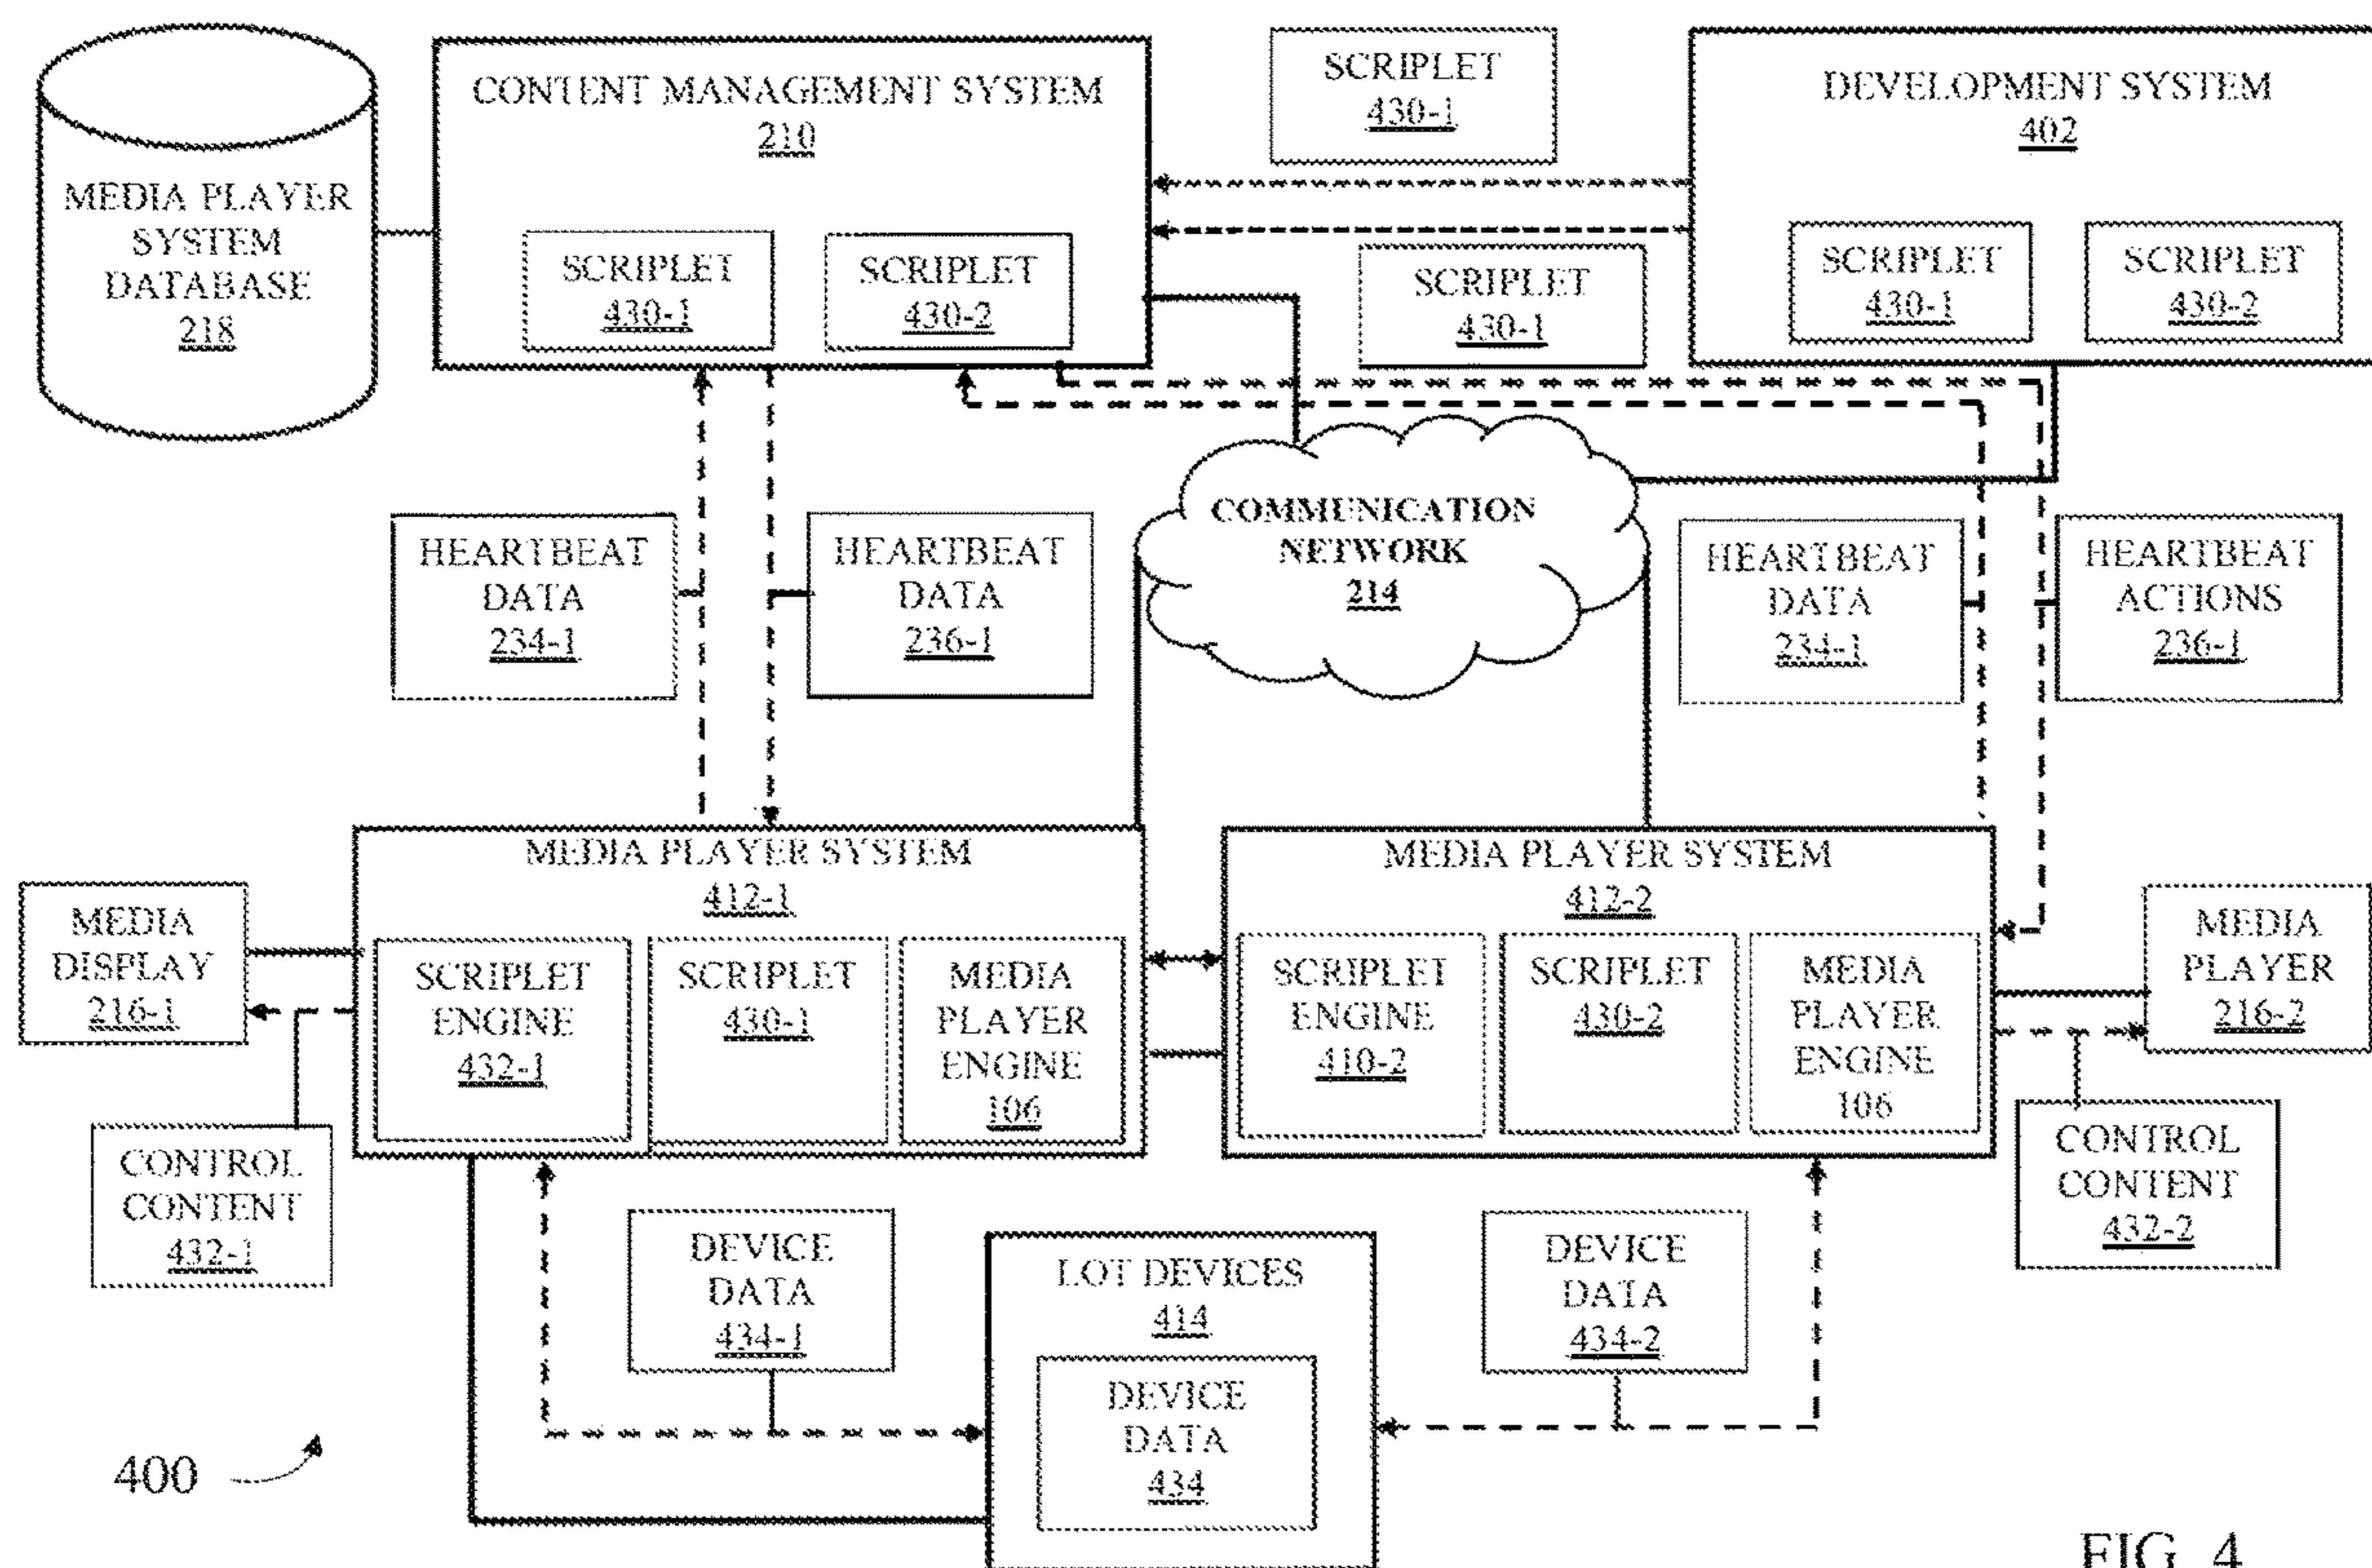 MEDIA PLAYER
SYSTEM
DATABASE
218
CONTENT MANAGEMENT SYSTEM
210
SCRIPLET
430-1
SCRIPLET
430-2
SCRIPLET
430-1
SCRIPLET
430-1
DEVELOPMENT SYSTEM
402
SCRIPLET
430-1
SCRIPLET
430-2
HEARTBEAT
DATA
234-1
HEARTBEAT
DATA
236-1
COMMUNICATION
NETWORK
214
HEARTBEAT
DATA
234-1
HEARTBEAT
ACTIONS
236-1
MEDIA
DISPLAY
216-1
CONTROL
CONTENT
432-1
MEDIA PLAYER SYSTEM
412-1
SCRIPLET
ENGINE
432-1
SCRIPLET
430-1
MEDIA
PLAYER
ENGINE
106
MEDIA PLAYER SYSTEM
412-2
SCRIPLET
ENGINE
410-2
SCRIPLET
430-2
MEDIA
PLAYER
ENGINE
106
MEDIA
PLAYER
216-2
CONTROL
CONTENT
432-2
DEVICE
DATA
434-1
LOT DEVICES
414
DEVICE
DATA
434
DEVICE
DATA
434-2
400
FIG. 4